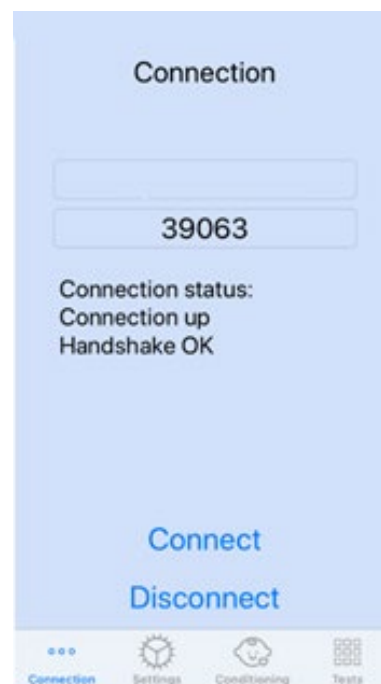 Connection
39063
Connection status:
Connection up
Handshake OK
Connect
Disconnect
Connection Settings Conditioning Tests